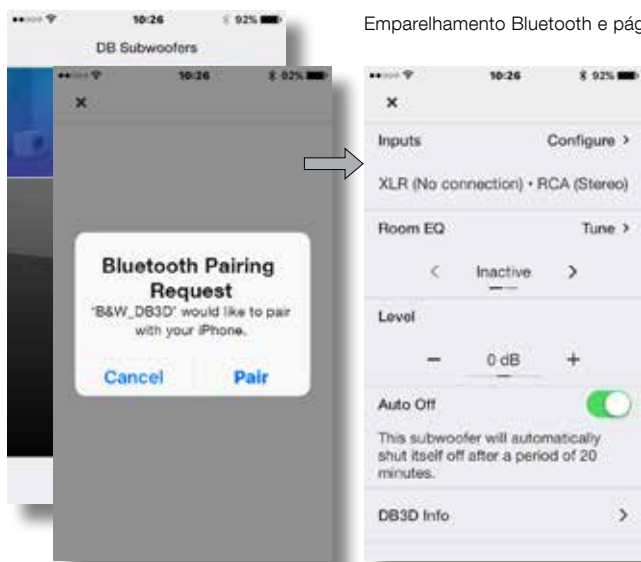 Emparelhamento Bluetooth e pág
10:26 92%
DB Subwoofers
10:26 92%
×
Bluetooth Pairing
Request
"B&W_DB3D" would like to pair
with your iPhone.
Cancel Pair
10:26 92%
×
Inputs Configure >
XLR (No connection) • RCA (Stereo)
Room EQ Tune >
< Inactive >
Level
− 0 dB +
Auto Off
This subwoofer will automatically
shut itself off after a period of 20
minutes.
DB3D Info >